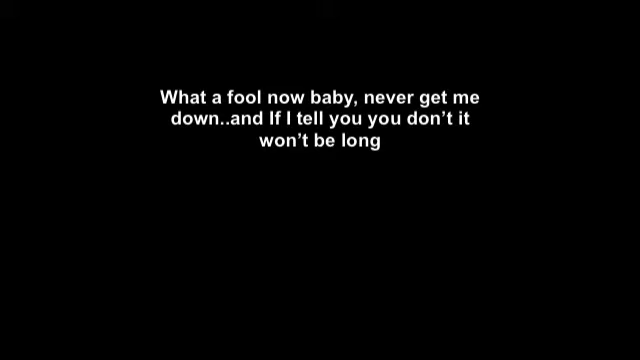 What a fool now baby, never get me
down..and If I tell you you don’t it
won’t be long